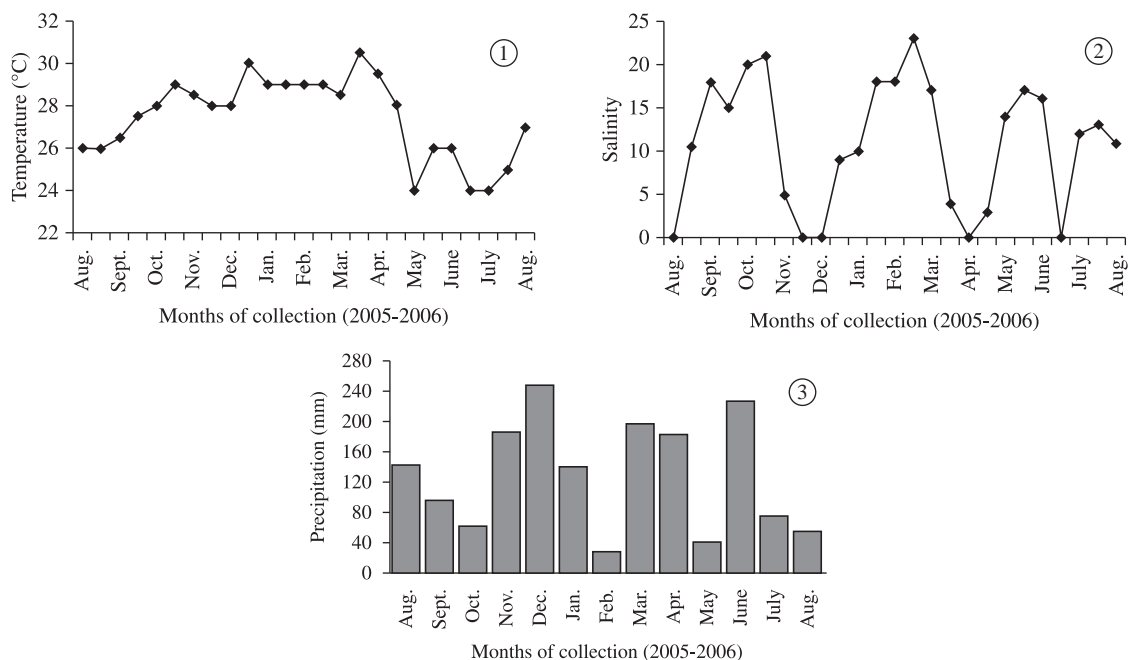 32
30
28
26
24
22
Temperature (°C)
1
Aug.
Sept.
Oct.
Nov.
Dec.
Jan.
Feb.
Mar.
Apr.
May
June
July
Aug.
Months of collection (2005-2006)
25
20
15
10
5
0
Salinity
2
Aug.
Sept.
Oct.
Nov.
Dec.
Jan.
Feb.
Mar.
Apr.
May
June
July
Aug.
Months of collection (2005-2006)
280
240
200
160
120
80
40
0
Precipitation (mm)
3
Aug.
Sept.
Oct.
Nov.
Dec.
Jan.
Feb.
Mar.
Apr.
May
June
July
Aug.
Months of collection (2005-2006)